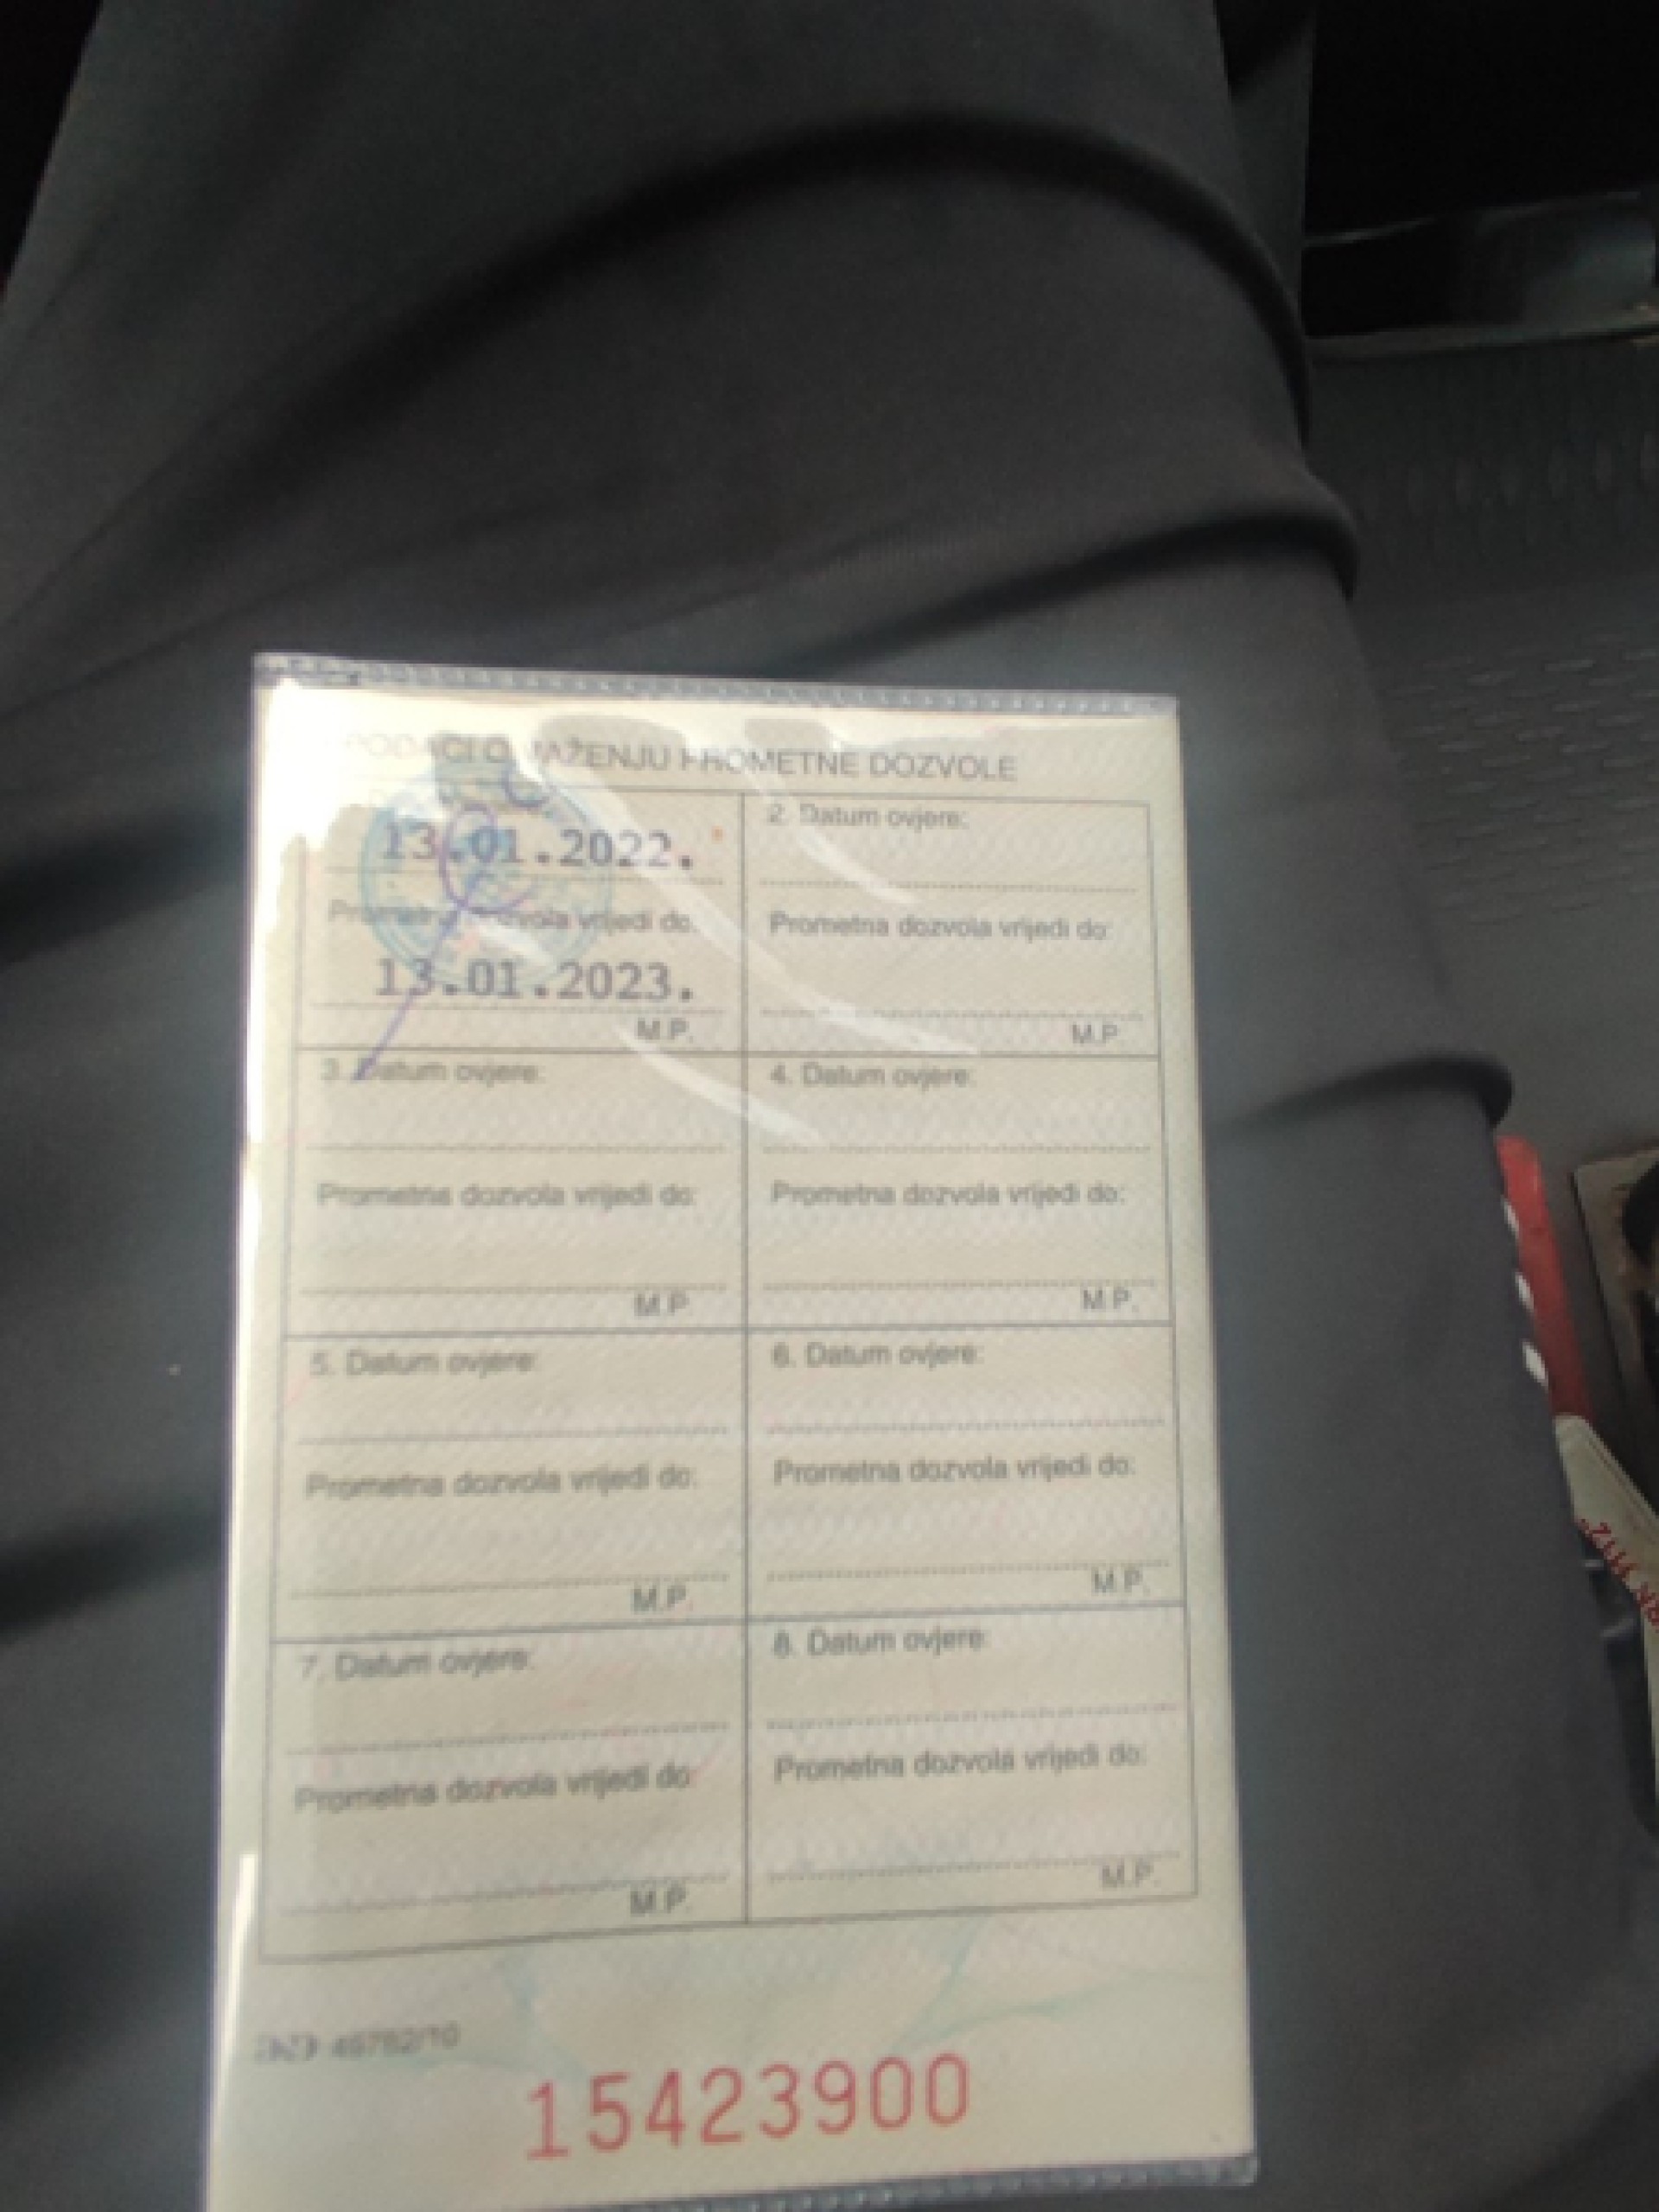 PODACI O VAŽENJU PROMETNE DOZVOLE
13.01.2022.
Prometna dozvola vrijedi do:
13.01.2023.
M.P.
2. Datum ovjere:
Prometna dozvola vrijedi do:
M.P.
3. Datum ovjere:
Prometna dozvola vrijedi do:
M.P.
4. Datum ovjere:
Prometna dozvola vrijedi do:
M.P.
5. Datum ovjere:
Prometna dozvola vrijedi do:
M.P.
6. Datum ovjere:
Prometna dozvola vrijedi do:
M.P.
7. Datum ovjere:
Prometna dozvola vrijedi do:
M.P.
8. Datum ovjere:
Prometna dozvola vrijedi do:
M.P.
15423900